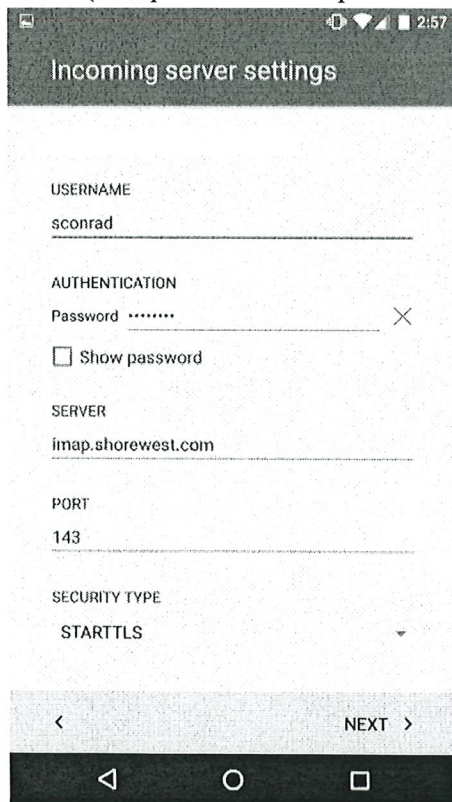 2:57
Incoming server settings
USERNAME
sconrad
AUTHENTICATION
Password ········
Show password
SERVER
imap.shorewest.com
PORT
143
SECURITY TYPE
STARTTLS
NEXT